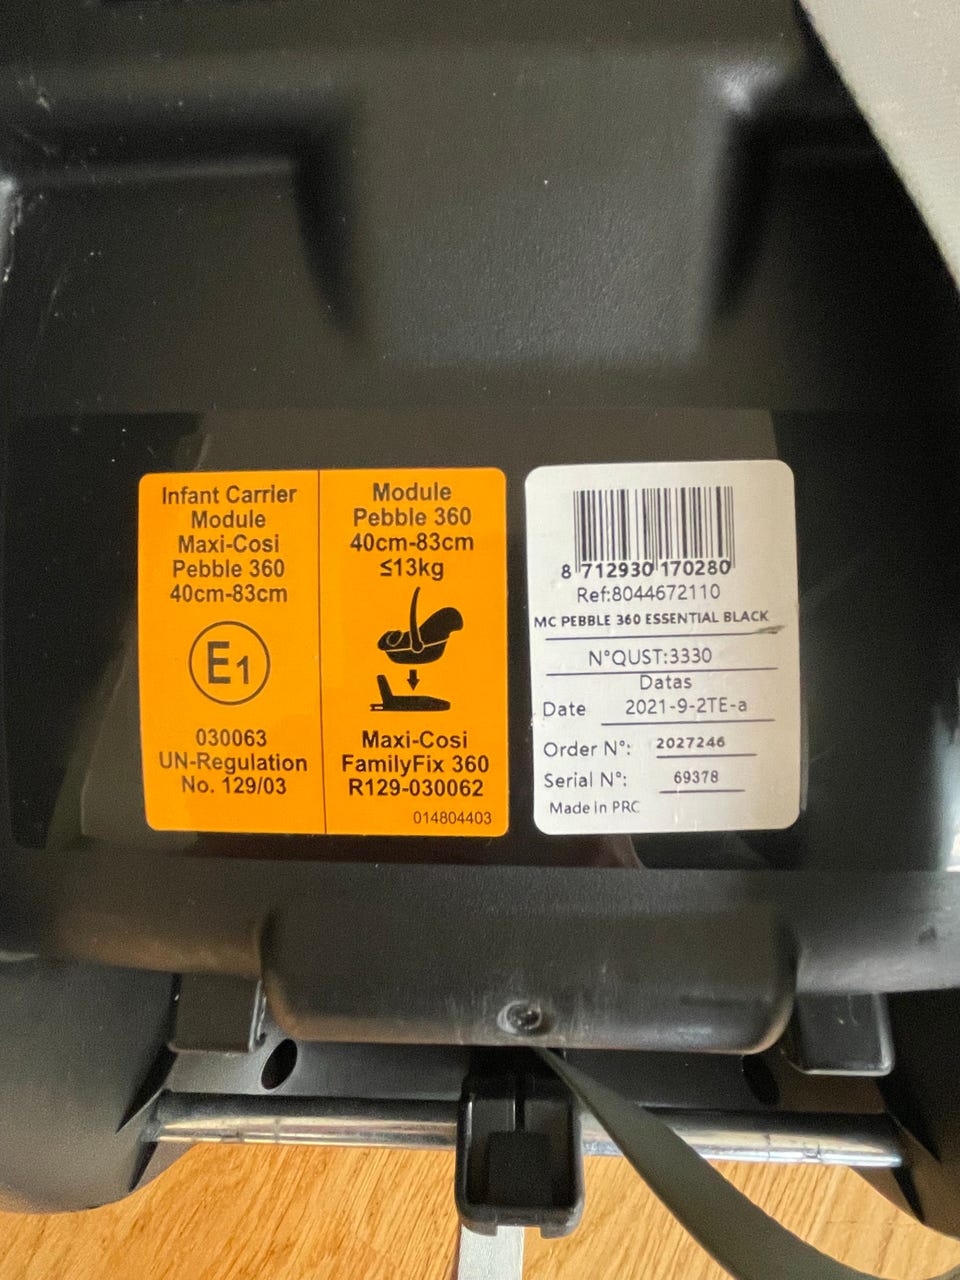 Infant Carrier
Module
Maxi-Cosi
Pebble 360
40cm-83cm
E1
030063
UN-Regulation
No. 129/03
Module
Pebble 360
40cm-83cm
≤13kg
Maxi-Cosi
FamilyFix 360
R129-030062
014804403
8 712930 170280
Ref:8044672110
MC PEBBLE 360 ESSENTIAL BLACK
N°QUST:3330
Datas
Date 2021-9-2TE-a
Order N°: 2027246
Serial N°: 69378
Made in PRC